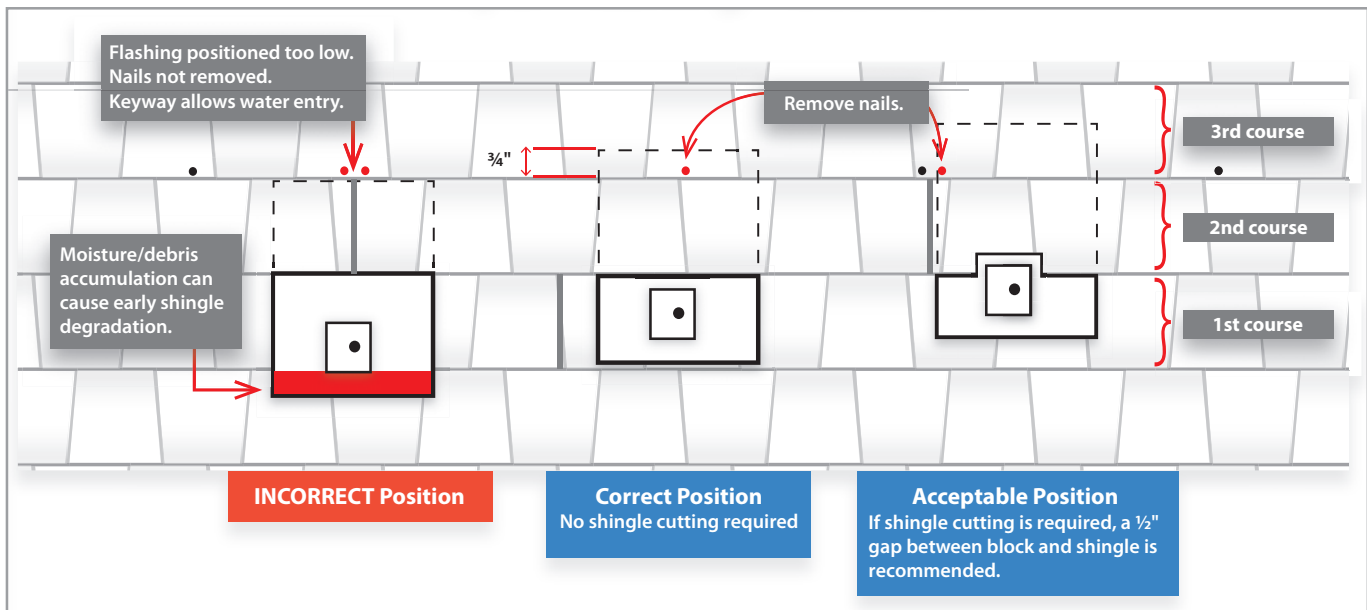 Flashing positioned too low.
Nails not removed.
Keyway allows water entry.
Remove nails.
¾"
3rd course
2nd course
1st course
Moisture/debris
accumulation can
cause early shingle
degradation.
INCORRECT Position
Correct Position
No shingle cutting required
Acceptable Position
If shingle cutting is required, a ½"
gap between block and shingle is
recommended.